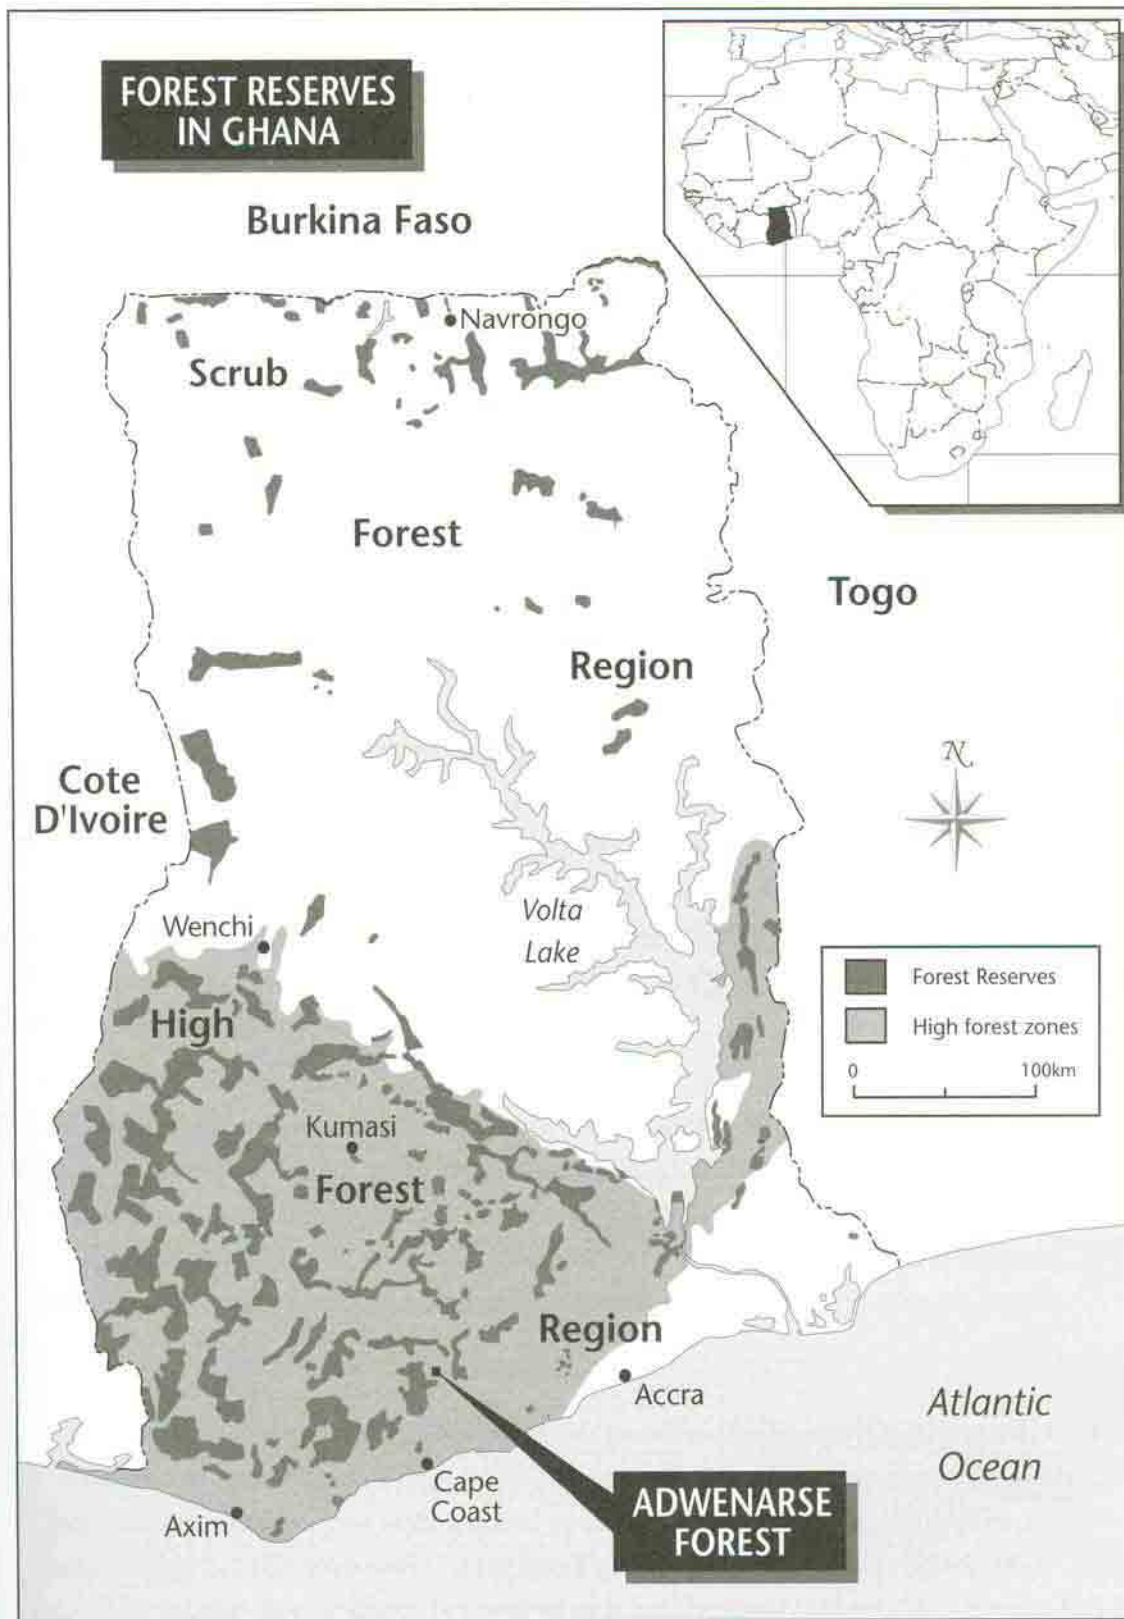 FOREST RESERVES
IN GHANA
Burkina Faso
Navrongo
Scrub
Forest
Togo
Region
Cote
D'Ivoire
N
Wenchi
Volta
Lake
Forest Reserves
High forest zones
0 100km
High
Kumasi
Forest
Region
Accra
Atlantic
Ocean
Cape
Coast
Axim
ADWENARSE
FOREST